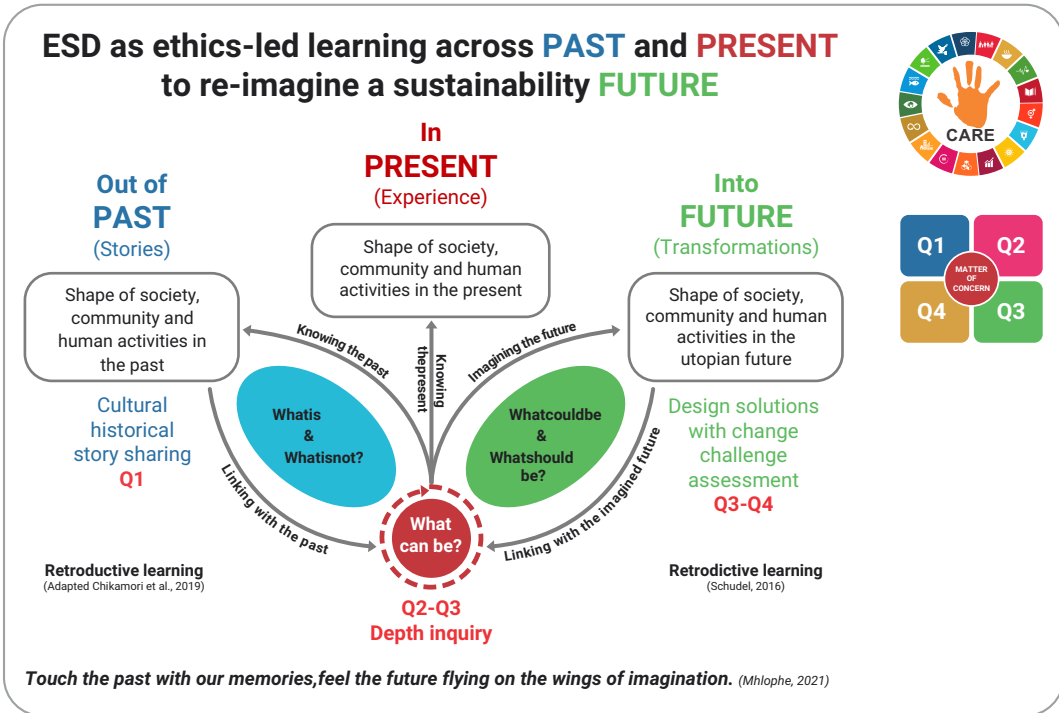 ESD as ethics-led learning across PAST and PRESENT
to re-imagine a sustainability FUTURE
CARE
In
PRESENT
(Experience)
Out of
PAST
(Stories)
Into
FUTURE
(Transformations)
Shape of society,
community and human
activities in the present
Shape of society,
community and
human activities in
the past
Shape of society,
community and human
activities in the
utopian future
Q1
Q2
MATTER
OF
CONCERN
Q4
Q3
Knowing the past
Knowing
thepresent
Imagining the future
Cultural
historical
story sharing
Q1
Whatis
&
Whatisnot?
Whatcouldbe
&
Whatshould
be?
Design solutions
with change
challenge
assessment
Q3-Q4
Linking with the past
What
can be?
Linking with the imagined future
Retroductive learning
(Adapted Chikamori et al., 2019)
Retrodictive learning
(Schudel, 2016)
Q2-Q3
Depth inquiry
Touch the past with our memories,feel the future flying on the wings of imagination. (Mhlophe, 2021)